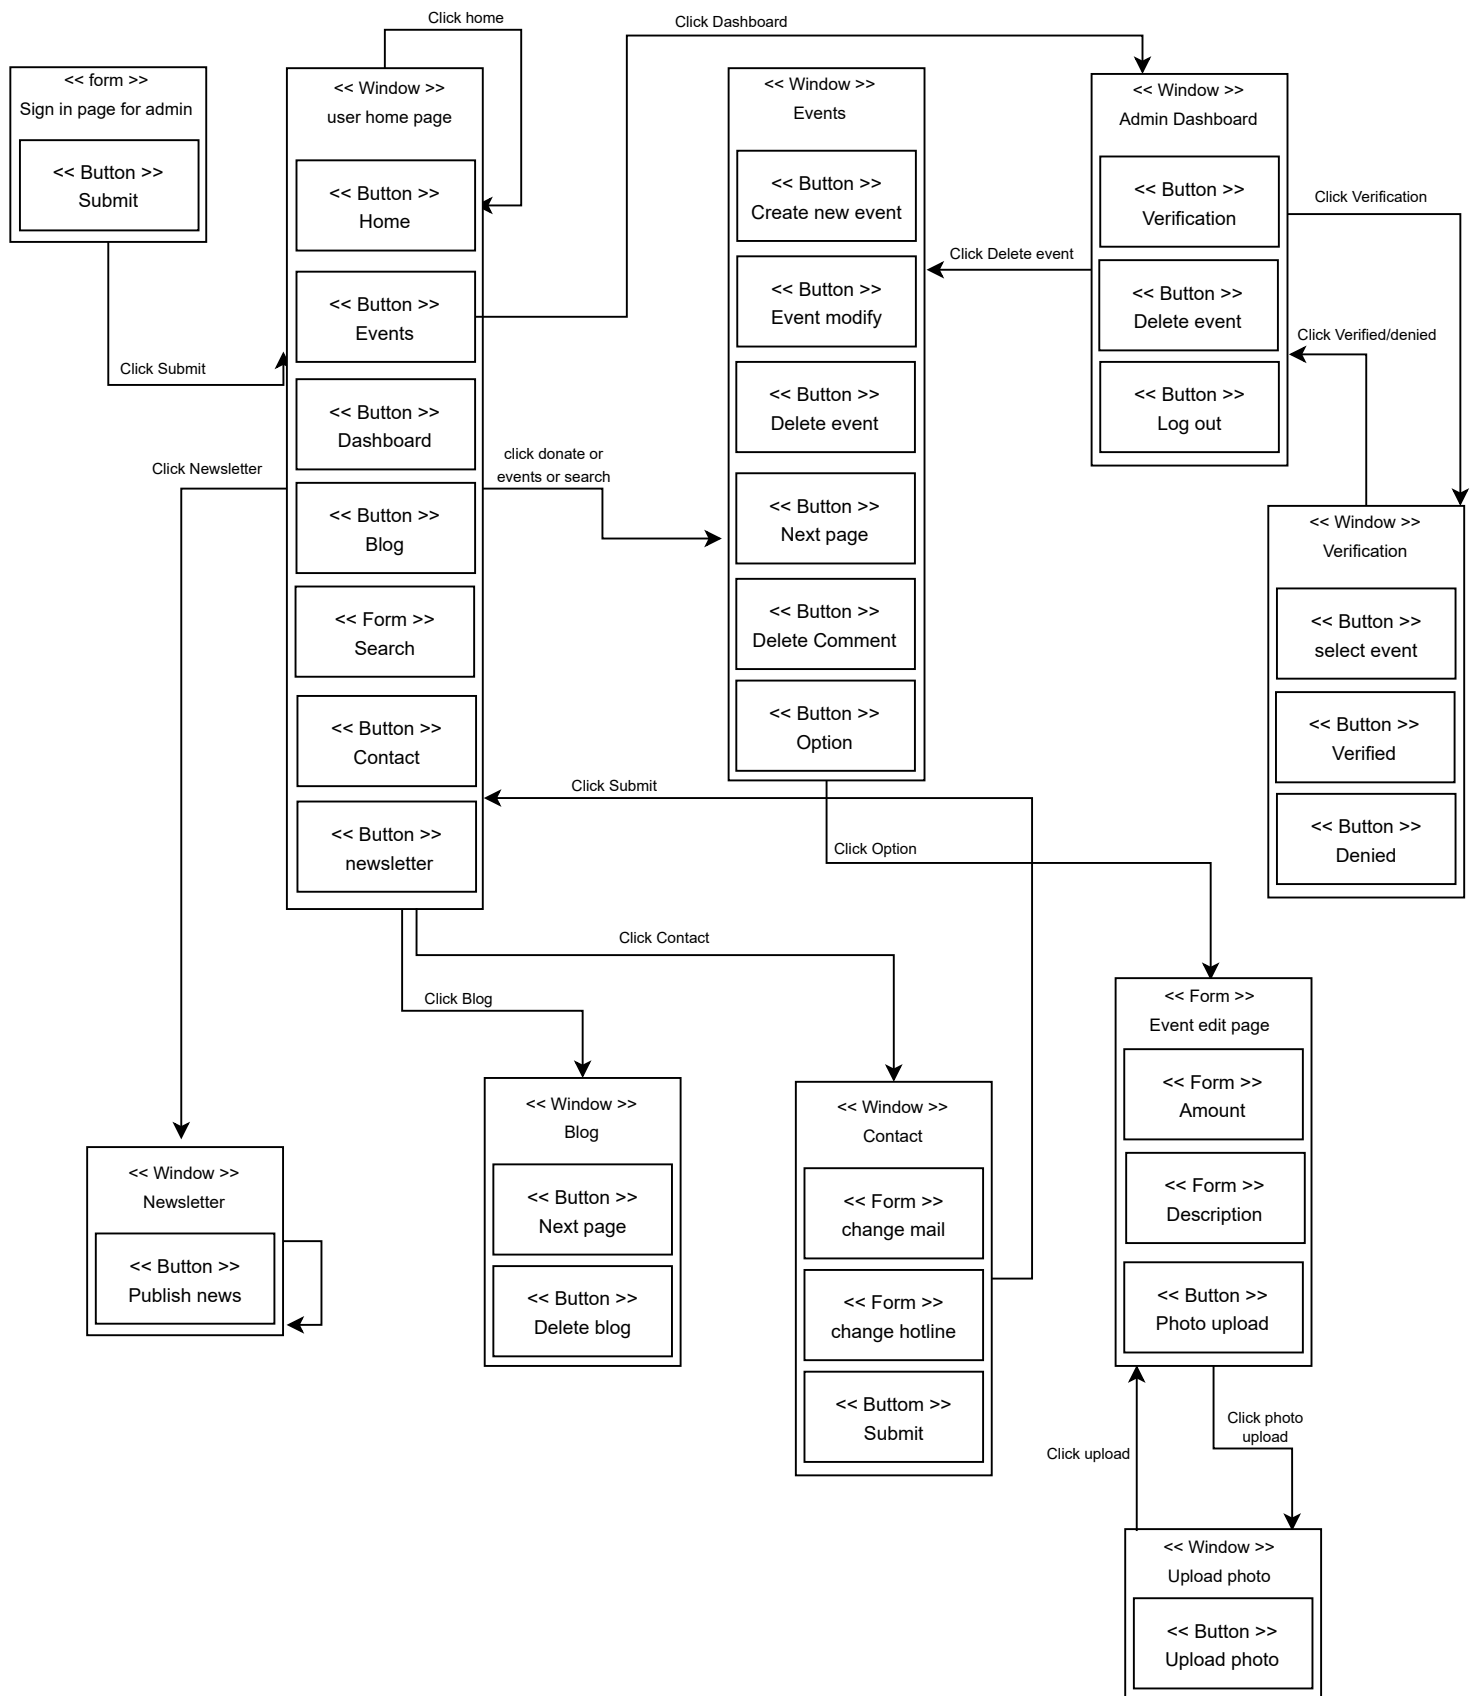 Click home
Click Dashboard
<< form >>
Sign in page for admin
<< Button >>
Submit
Click Submit
<< Window >>
user home page
<< Button >>
Home
<< Button >>
Events
<< Button >>
Dashboard
<< Button >>
Blog
<< Form >>
Search
<< Button >>
Contact
<< Button >>
newsletter
Click Newsletter
click donate or
events or search
<< Window >>
Events
<< Button >>
Create new event
<< Button >>
Event modify
<< Button >>
Delete event
<< Button >>
Next page
<< Button >>
Delete Comment
<< Button >>
Option
Click Delete event
<< Window >>
Admin Dashboard
<< Button >>
Verification
<< Button >>
Delete event
<< Button >>
Log out
Click Verification
Click Verified/denied
<< Window >>
Verification
<< Button >>
select event
<< Button >>
Verified
<< Button >>
Denied
Click Submit
Click Option
Click Contact
Click Blog
<< Window >>
Newsletter
<< Button >>
Publish news
<< Window >>
Blog
<< Button >>
Next page
<< Button >>
Delete blog
<< Window >>
Contact
<< Form >>
change mail
<< Form >>
change hotline
<< Buttom >>
Submit
<< Form >>
Event edit page
<< Form >>
Amount
<< Form >>
Description
<< Button >>
Photo upload
Click upload
Click photo
upload
<< Window >>
Upload photo
<< Button >>
Upload photo